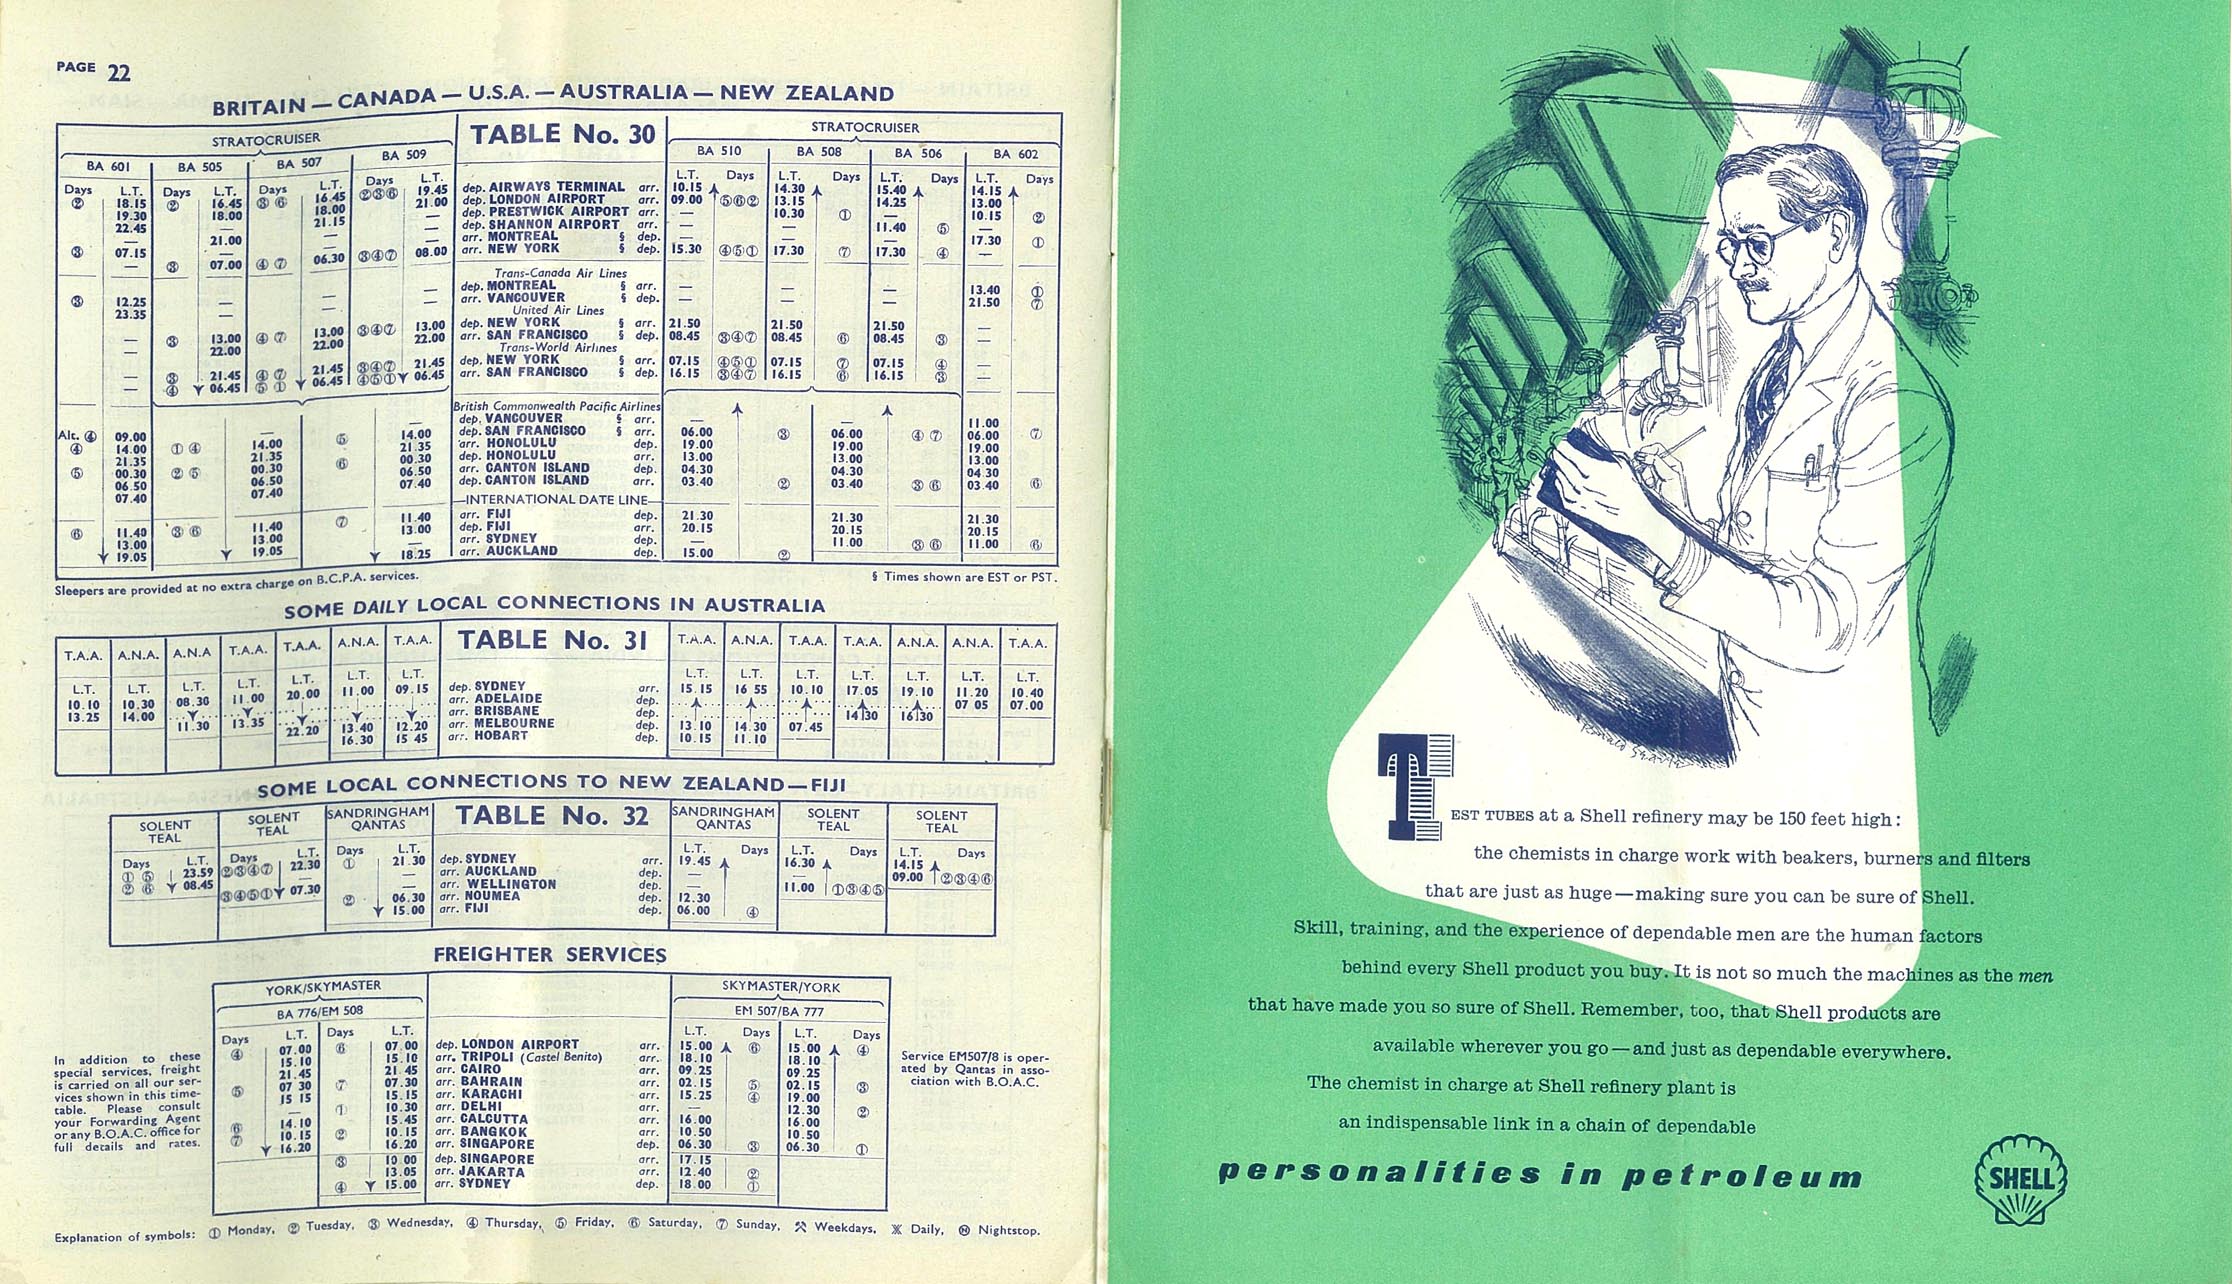 PAGE 22
BRITAIN — CANADA — U.S.A. — AUSTRALIA — NEW ZEALAND
STRATOCRUISER TABLE No. 30 STRATOCRUISER
BA 601 BA 505 BA 507 BA 509 BA 510 BA 508 BA 506 BA 602
Days L.T. Days L.T. Days L.T. Days L.T. L.T. Days L.T. Days L.T. Days L.T. Days
② 18.15 ② 16.45 ③ ⑥ 16.45 ②③⑥ 19.45 dep. AIRWAYS TERMINAL arr. 10.15 14.30 15.40 14.15
19.30 18.00 18.00 21.00 dep. LONDON AIRPORT arr. 09.00 ⑤⑥② 13.15 14.25 13.00
22.45 — 21.15 — dep. PRESTWICK AIRPORT arr. — 10.30 ① — 10.15 ②
— 21.00 — — dep. SHANNON AIRPORT arr. — — 11.40 ⑤ —
③ 07.15 — — — arr. MONTREAL § dep. — — — 17.30 ①
— ③ 07.00 ④ ⑦ 06.30 ③④⑦ 08.00 arr. NEW YORK § dep. 15.30 ④⑤① 17.30 ⑦ 17.30 ④ —
Trans-Canada Air Lines
③ 12.25 — — — dep. MONTREAL § arr. — — — 13.40 ①
23.35 — — — arr. VANCOUVER § dep. — — — 21.50 ⑦
United Air Lines
— ③ 13.00 ④ ⑦ 13.00 ③④⑦ 13.00 dep. NEW YORK § arr. 21.50 21.50 21.50 —
22.00 22.00 22.00 arr. SAN FRANCISCO § dep. 08.45 ③④⑦ 08.45 ⑥ 08.45 ③
Trans-World Airlines
— ③ 21.45 ④ ⑦ 21.45 ③④⑦ 21.45 dep. NEW YORK § arr. 07.15 ④⑤① 07.15 ⑦ 07.15 ④ —
④ 06.45 ⑤ ① 06.45 ④⑤① 06.45 arr. SAN FRANCISCO § dep. 16.15 ③④⑦ 16.15 ⑥ 16.15 ③
British Commonwealth Pacific Airlines
Alt. ④ 09.00 — — dep. VANCOUVER § arr. — — 11.00
④ 14.00 ① ④ 14.00 ⑤ 14.00 dep. SAN FRANCISCO § arr. 06.00 ③ 06.00 ④ ⑦ 06.00 ⑦
21.35 21.35 21.35 arr. HONOLULU dep. 19.00 19.00 19.00
⑤ 00.30 ② ⑤ 00.30 ⑥ 00.30 dep. HONOLULU arr. 13.00 13.00 13.00
06.50 06.50 06.50 arr. CANTON ISLAND dep. 04.30 04.30 04 30
07.40 07.40 07.40 dep. CANTON ISLAND arr. 03.40 ② 03.40 ③ ⑥ 03.40 ⑥
—INTERNATIONAL DATE LINE—
⑥ 11.40 ③ ⑥ 11.40 ⑦ 11.40 arr. FIJI dep. 21.30 21.30 21.30
13.00 13.00 13.00 dep. FIJI arr. 20.15 20.15 20.15
19.05 19.05 — arr. SYDNEY dep. — 11.00 ③ ⑥ 11.00 ⑥
18.25 arr. AUCKLAND dep. 15.00 ②
Sleepers are provided at no extra charge on B.C.P.A. services. § Times shown are EST or PST.
SOME DAILY LOCAL CONNECTIONS IN AUSTRALIA
T.A.A. A.N.A. A.N.A T.A.A. T.A.A. A.N.A. T.A.A. TABLE No. 31 T.A.A. A.N.A. T.A.A. T.A.A. A.N.A. A.N.A. T.A.A.
L.T. L.T. L.T. L.T. L.T. L.T. L.T. L.T. L.T. L.T. L.T. L.T. L.T. L.T.
10.10 10.30 08.30 11.00 20.00 11.00 09.15 dep. SYDNEY arr. 15.15 16 55 10.10 17.05 19.10 11.20 10.40
13.25 14.00 arr. ADELAIDE dep. 07 05 07.00
11.30 13.35 arr. BRISBANE dep. 14 30 16 30
22.20 13.40 12.20 arr. MELBOURNE dep. 13.10 14.30 07.45
16.30 15 45 arr. HOBART dep. 10.15 11.10
SOME LOCAL CONNECTIONS TO NEW ZEALAND—FIJI
SOLENT TEAL SOLENT TEAL SANDRINGHAM QANTAS TABLE No. 32 SANDRINGHAM QANTAS SOLENT TEAL SOLENT TEAL
Days L.T. Days L.T. Days L.T. L.T. Days L.T. Days L.T. Days
① ⑤ 23.59 ②③④⑦ 22.30 ① 21.30 dep. SYDNEY arr. 19.45 16.30 14.15
② ⑥ 08.45 — — arr. AUCKLAND dep. — — 09.00 ②③④⑥
③④⑤① 07.30 — arr. WELLINGTON dep. — 11.00 ①③④⑤
② 06.30 arr. NOUMEA dep. 12.30
15.00 arr. FIJI dep. 06.00 ④
FREIGHTER SERVICES
YORK/SKYMASTER SKYMASTER/YORK
BA 776/EM 508 EM 507/BA 777
Days L.T. Days L.T. L.T. Days L.T. Days
④ 07.00 ⑥ 07.00 dep. LONDON AIRPORT arr. 15.00 ⑥ 15.00 ④
15.10 15.10 arr. TRIPOLI (Castel Benito) arr. 18.10 18.10
21.45 21.45 arr. CAIRO arr. 09.25 09.25
⑤ 07 30 ⑦ 07.30 arr. BAHRAIN arr. 02.15 ⑤ 02.15 ③
15 15 15.15 arr. KARACHI arr. 15.25 ④ 19.00
— ① 10.30 arr. DELHI arr. — 12.30 ②
⑥ 14.10 15.45 arr. CALCUTTA arr. 16.00 16.00
⑦ 10.15 ② 10.15 arr. BANGKOK arr. 10.50 10.50
16.20 16.20 arr. SINGAPORE dep. 06.30 ③ 06.30 ①
③ 10 00 dep. SINGAPORE arr. 17.15
13.05 arr. JAKARTA arr. 12.40 ②
④ 15.00 arr. SYDNEY dep. 18.00 ①
In addition to these
special services, freight
is carried on all our ser-
vices shown in this time-
table. Please consult
your Forwarding Agent
or any B.O.A.C. office for
full details and rates.
Service EM507/8 is oper-
ated by Qantas in asso-
ciation with B.O.A.C.
Explanation of symbols: ① Monday, ② Tuesday, ③ Wednesday, ④ Thursday, ⑤ Friday, ⑥ Saturday, ⑦ Sunday, Weekdays, Daily, Ⓝ Nightstop.
Ronald Searle
TEST TUBES at a Shell refinery may be 150 feet high:
the chemists in charge work with beakers, burners and filters
that are just as huge—making sure you can be sure of Shell.
Skill, training, and the experience of dependable men are the human factors
behind every Shell product you buy. It is not so much the machines as the men
that have made you so sure of Shell. Remember, too, that Shell products are
available wherever you go—and just as dependable everywhere.
The chemist in charge at Shell refinery plant is
an indispensable link in a chain of dependable
personalities in petroleum
SHELL